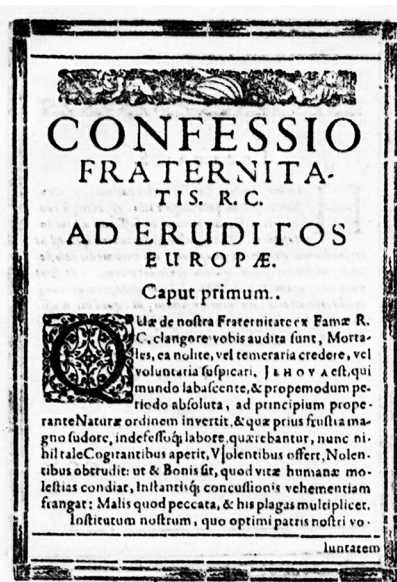 CONFESSIO
FRATERNITA-
TIS. R. C.
AD ERUDITOS
EUROPÆ.
Caput primum..
QUæ de nostra Fraternitate ex Famæ R.
C. clangore vobis audita sunt, Morta-
les, ea nolite, vel temeraria credere, vel
voluntaria suspicari. JEHOVA est, qui
mundo labascente, & propemodum pe-
riodo absoluta, ad principium prope-
rante Naturæ ordinem invertit, & quæ prius frustia ma-
gno sudore, indefessoq́; labore, quærebantur, nunc ni-
hil tale Cogitantibus aperit, Volentibus offert, Nolen-
tibus obtrudit: ut & Bonis sit, quod vitæ humanæ mo-
lestias condiat, Instantisq́; concussionis vehementiam
frangat: Malis quod peccata, & his plagas multiplicet.
Institutum nostrum, quo optimi patris nostri vo-
luntatem